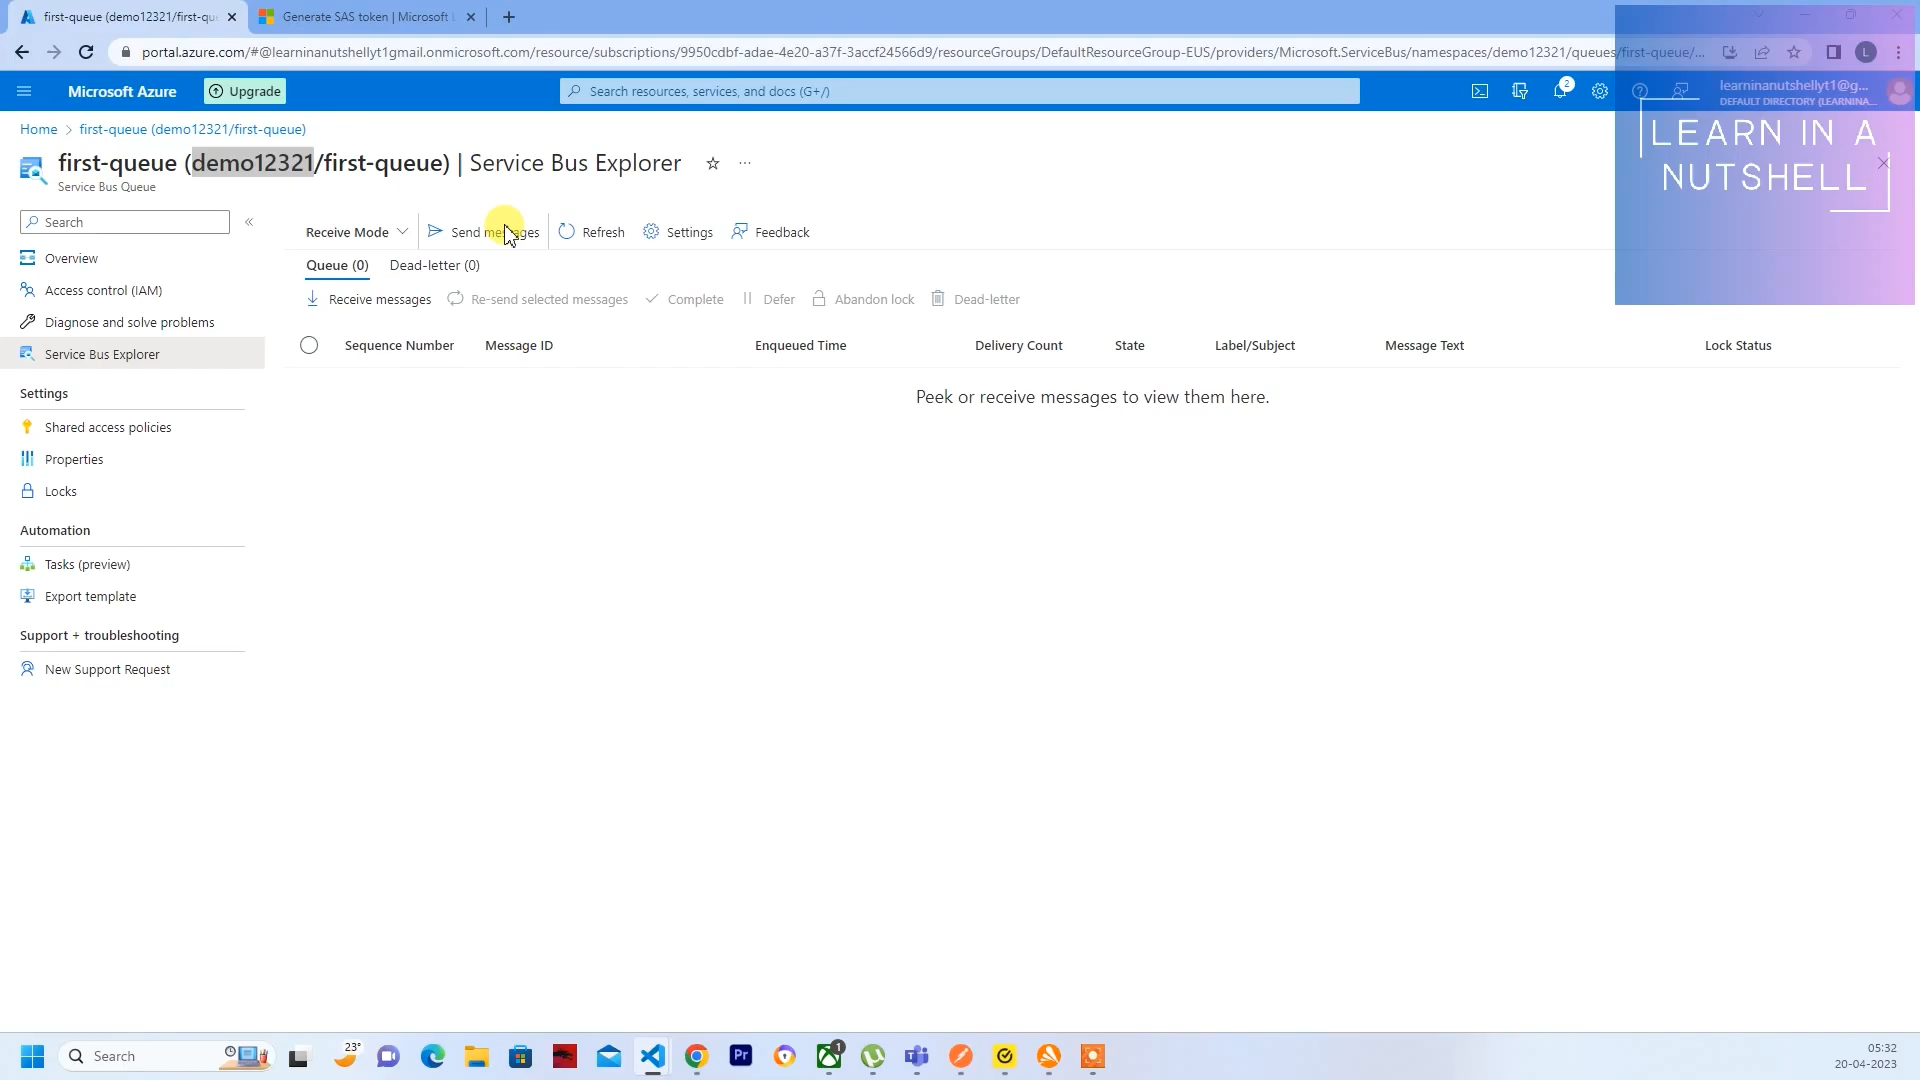 first-queue (demo12321/first-qu
Generate SAS token | Microsoft
portal.azure.com/#@learninanutshellyt1gmail.onmicrosoft.com/resource/subscriptions/9950cdbf-adae-4e20-a37f-3accf24566d9/resourceGroups/DefaultResourceGroup-EUS/providers/Microsoft.ServiceBus/namespaces/demo12321/queues/first-queue/...
L
Microsoft Azure
Upgrade
Search resources, services, and docs (G+/)
2
learninanutshellyt1@g...
DEFAULT DIRECTORY (LEARNINA...
LEARN IN A
NUTSHELL
Home > first-queue (demo12321/first-queue)
first-queue (demo12321/first-queue) | Service Bus Explorer
Service Bus Queue
Search
Overview
Access control (IAM)
Diagnose and solve problems
Service Bus Explorer
Settings
Shared access policies
Properties
Locks
Automation
Tasks (preview)
Export template
Support + troubleshooting
New Support Request
Receive Mode
Send messages
Refresh
Settings
Feedback
Queue (0)
Dead-letter (0)
Receive messages
Re-send selected messages
Complete
Defer
Abandon lock
Dead-letter
Sequence Number
Message ID
Enqueued Time
Delivery Count
State
Label/Subject
Message Text
Lock Status
Peek or receive messages to view them here.
Search
23°
Pr
1
05:32
20-04-2023